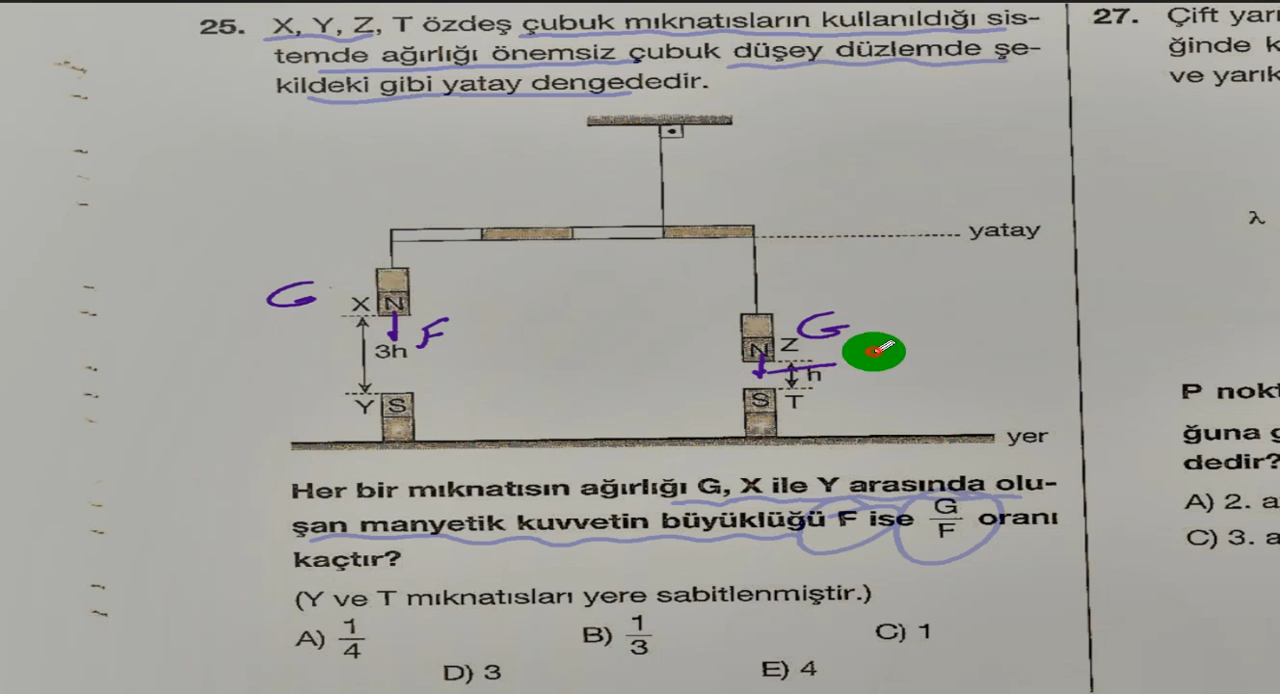 25. X, Y, Z, T özdeş çubuk mıknatısların kullanıldığı sis-
temde ağırlığı önemsiz çubuk düşey düzlemde şe-
kildeki gibi yatay dengededir.
yatay
G
X N
F
3h
Y S
G
N Z
h
S T
yer
Her bir mıknatısın ağırlığı G, X ile Y arasında olu-
şan manyetik kuvvetin büyüklüğü F ise G/F oranı
kaçtır?
(Y ve T mıknatısları yere sabitlenmiştir.)
A) 1/4 B) 1/3 C) 1
D) 3 E) 4
27. Çift yarı
ğinde k
ve yarık
λ
P nokt
ğuna g
dedir?
A) 2. a
C) 3. a